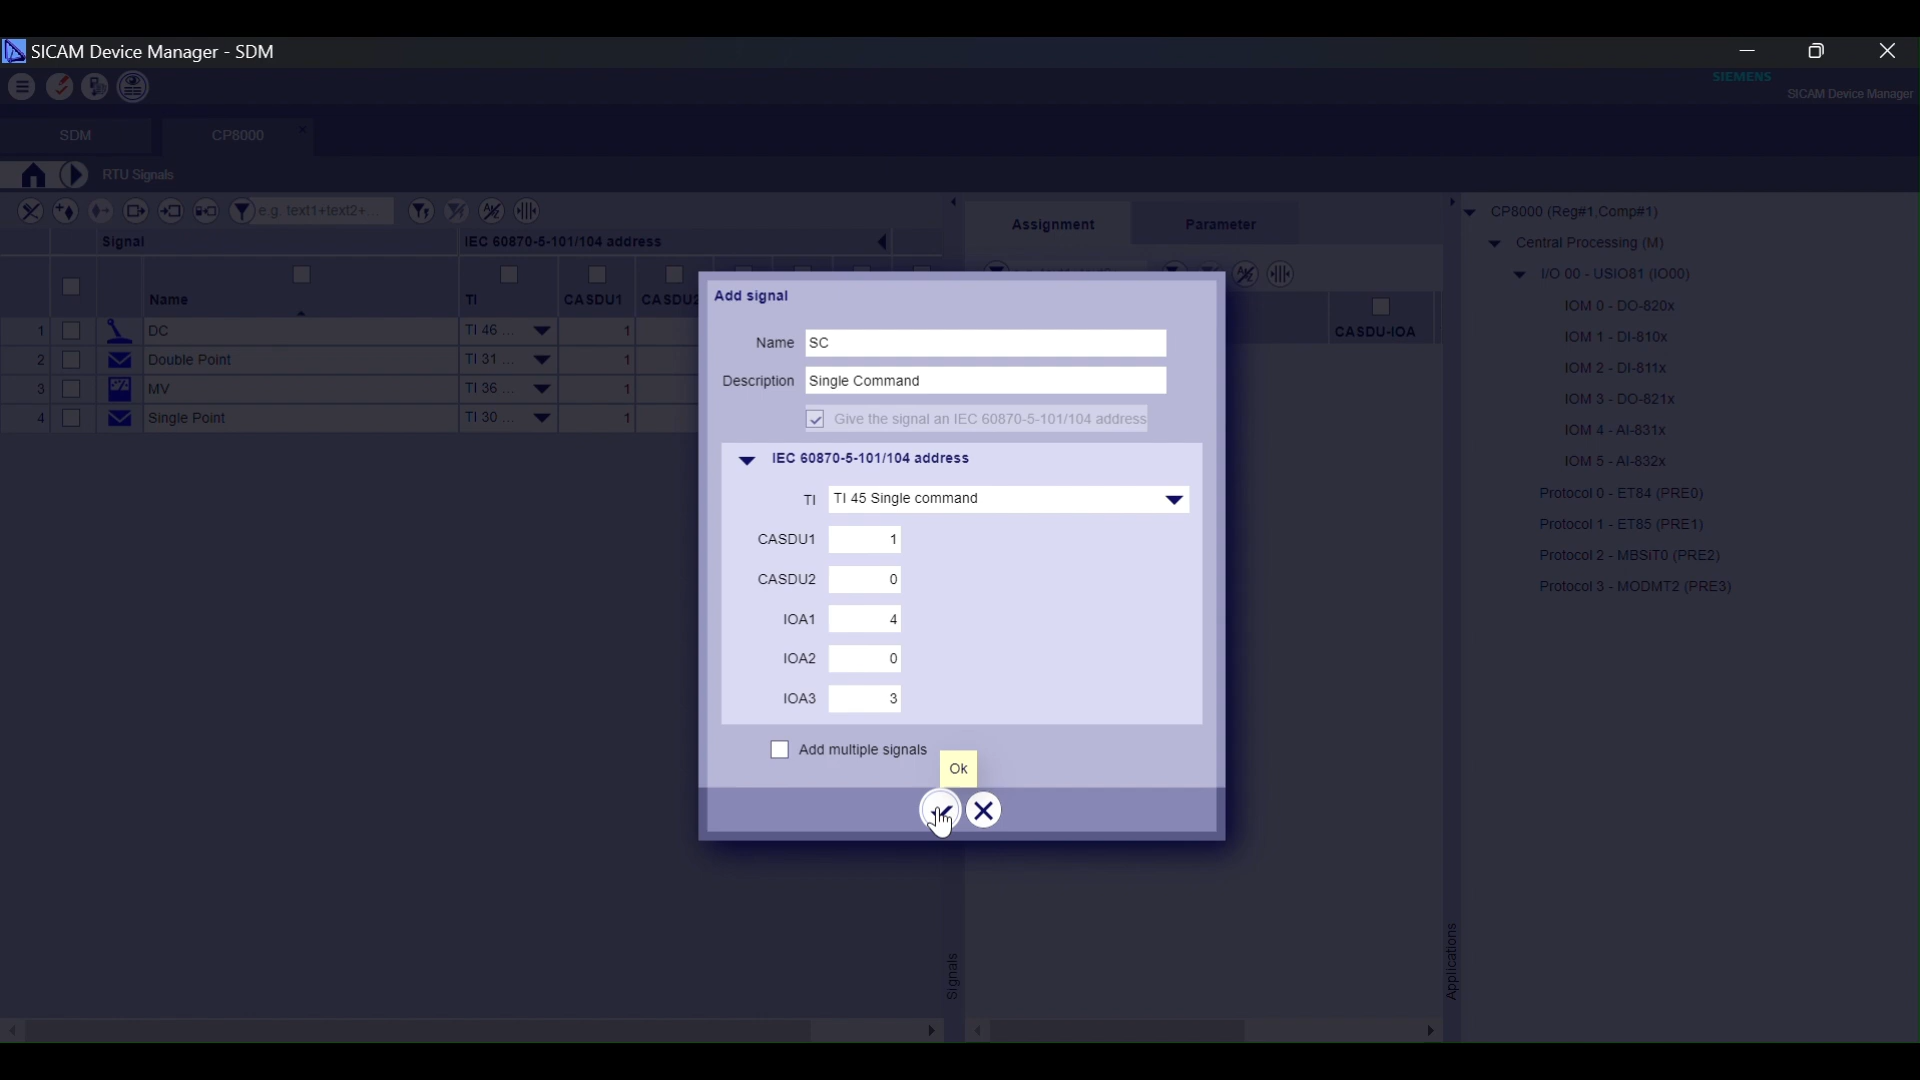 SICAM Device Manager - SDM
SIEMENS
SICAM Device Manager
SDM
CP8000
RTU Signals
e.g. text1+text2+...
Signal
IEC 60870-5-101/104 address
Name
TI
CASDU1
CASDU2
1 DC TI 46 ... 1
2 Double Point TI 31 ... 1
3 MV TI 36 ... 1
4 Single Point TI 30 ... 1
Add signal
Name SC
Description Single Command
Give the signal an IEC 60870-5-101/104 address
IEC 60870-5-101/104 address
TI TI 45 Single command
CASDU1 1
CASDU2 0
IOA1 4
IOA2 0
IOA3 3
Add multiple signals
Ok
Signals
Assignment
Parameter
CASDU-IOA
Applications
CP8000 (Reg#1,Comp#1)
Central Processing (M)
I/O 00 - USIO81 (IO00)
IOM 0 - DO-820x
IOM 1 - DI-810x
IOM 2 - DI-811x
IOM 3 - DO-821x
IOM 4 - AI-831x
IOM 5 - AI-832x
Protocol 0 - ET84 (PRE0)
Protocol 1 - ET85 (PRE1)
Protocol 2 - MBSiT0 (PRE2)
Protocol 3 - MODMT2 (PRE3)